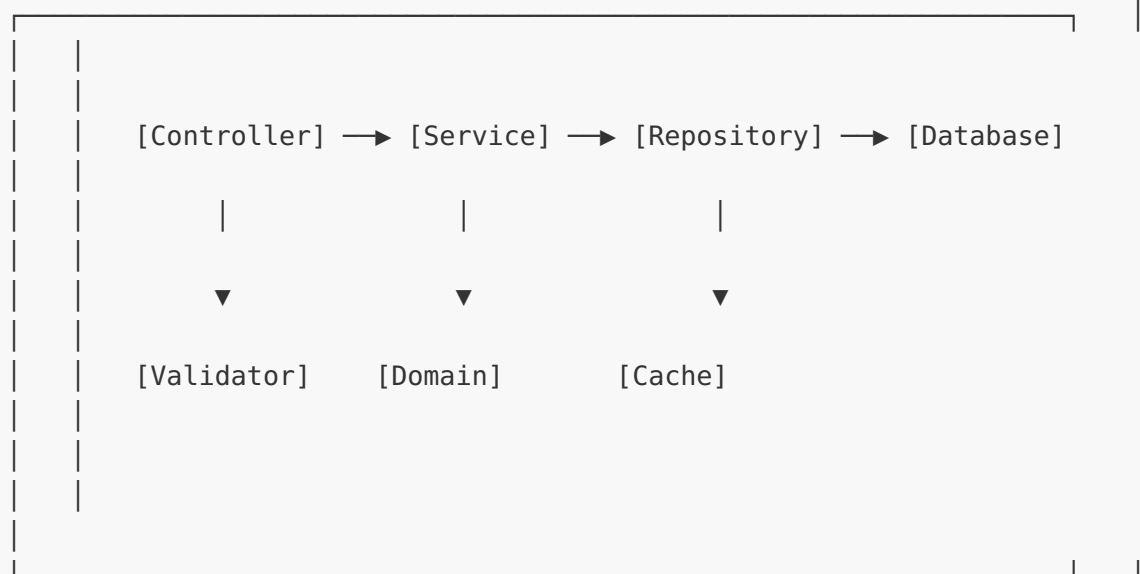 [Controller] ──▶ [Service] ──▶ [Repository] ──▶ [Database]
│ │ │
▼ ▼ ▼
[Validator] [Domain] [Cache]